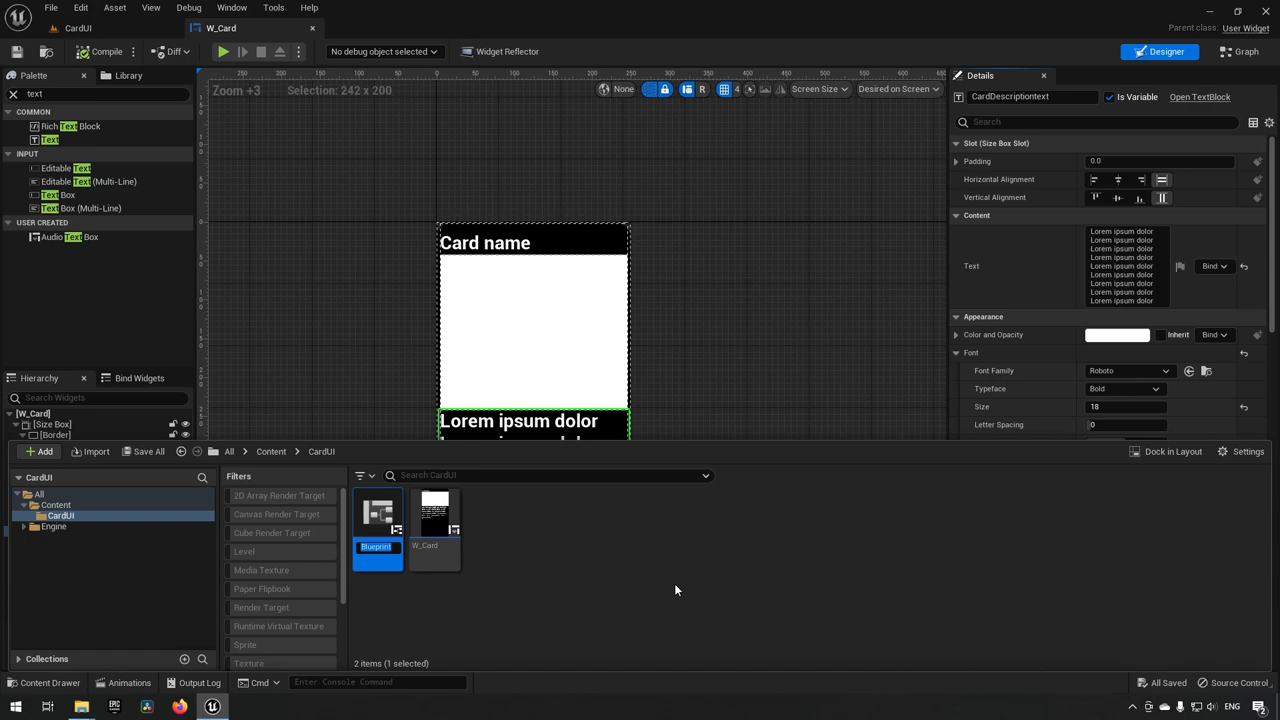 File Edit Asset View Debug Window Tools Help
CardUI
W_Card
Parent class: User Widget
Compile
Diff
No debug object selected
Widget Reflector
Designer
Graph
Palette
Library
text
COMMON
Rich Text Block
Text
INPUT
Editable Text
Editable Text (Multi-Line)
Text Box
Text Box (Multi-Line)
USER CREATED
Audio Text Box
Hierarchy
Bind Widgets
Search Widgets
[W_Card]
[Size Box]
[Border]
Zoom +3
Selection: 242 x 200
None
R
4
Screen Size
Desired on Screen
Card name
Lorem ipsum dolor
Details
CardDescriptiontext
Is Variable
Open TextBlock
Search
Slot (Size Box Slot)
Padding
0.0
Horizontal Alignment
Vertical Alignment
Content
Text
Lorem ipsum dolor
Lorem ipsum dolor
Lorem ipsum dolor
Lorem ipsum dolor
Lorem ipsum dolor
Lorem ipsum dolor
Lorem ipsum dolor
Lorem ipsum dolor
Lorem ipsum dolor
Bind
Appearance
Color and Opacity
Inherit
Bind
Font
Font Family
Roboto
Typeface
Bold
Size
18
Letter Spacing
0
Add
Import
Save All
All
Content
CardUI
Dock in Layout
Settings
CardUI
All
Content
CardUI
Engine
Collections
Filters
2D Array Render Target
Canvas Render Target
Cube Render Target
Level
Media Texture
Paper Flipbook
Render Target
Runtime Virtual Texture
Sprite
Texture
Search CardUI
Blueprint
W_Card
2 items (1 selected)
Content Drawer
Animations
Output Log
Cmd
Enter Console Command
All Saved
Source Control
ENG
2